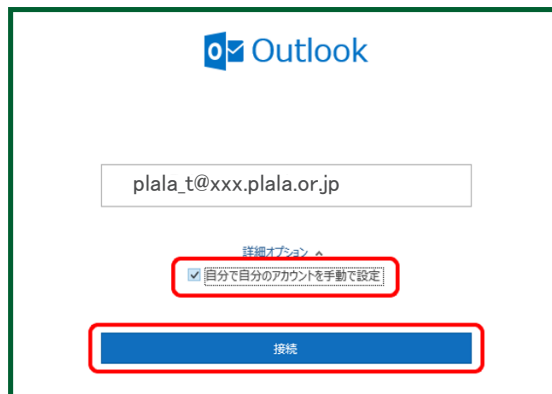 Outlook
plala_t@xxx.plala.or.jp
詳細オプション
自分で自分のアカウントを手動で設定
接続